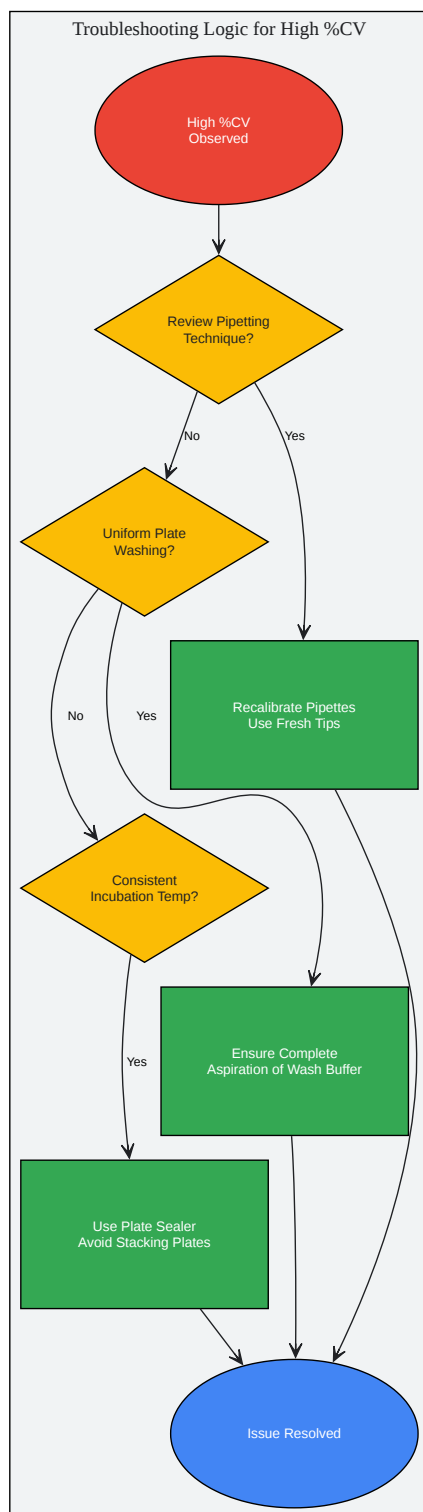 Troubleshooting Logic for High %CV
High %CV
Observed
Review Pipetting
Technique?
No
Yes
Uniform Plate
Washing?
Recalibrate Pipettes
Use Fresh Tips
No
Yes
Consistent
Incubation Temp?
Ensure Complete
Aspiration of Wash Buffer
Yes
Use Plate Sealer
Avoid Stacking Plates
Issue Resolved